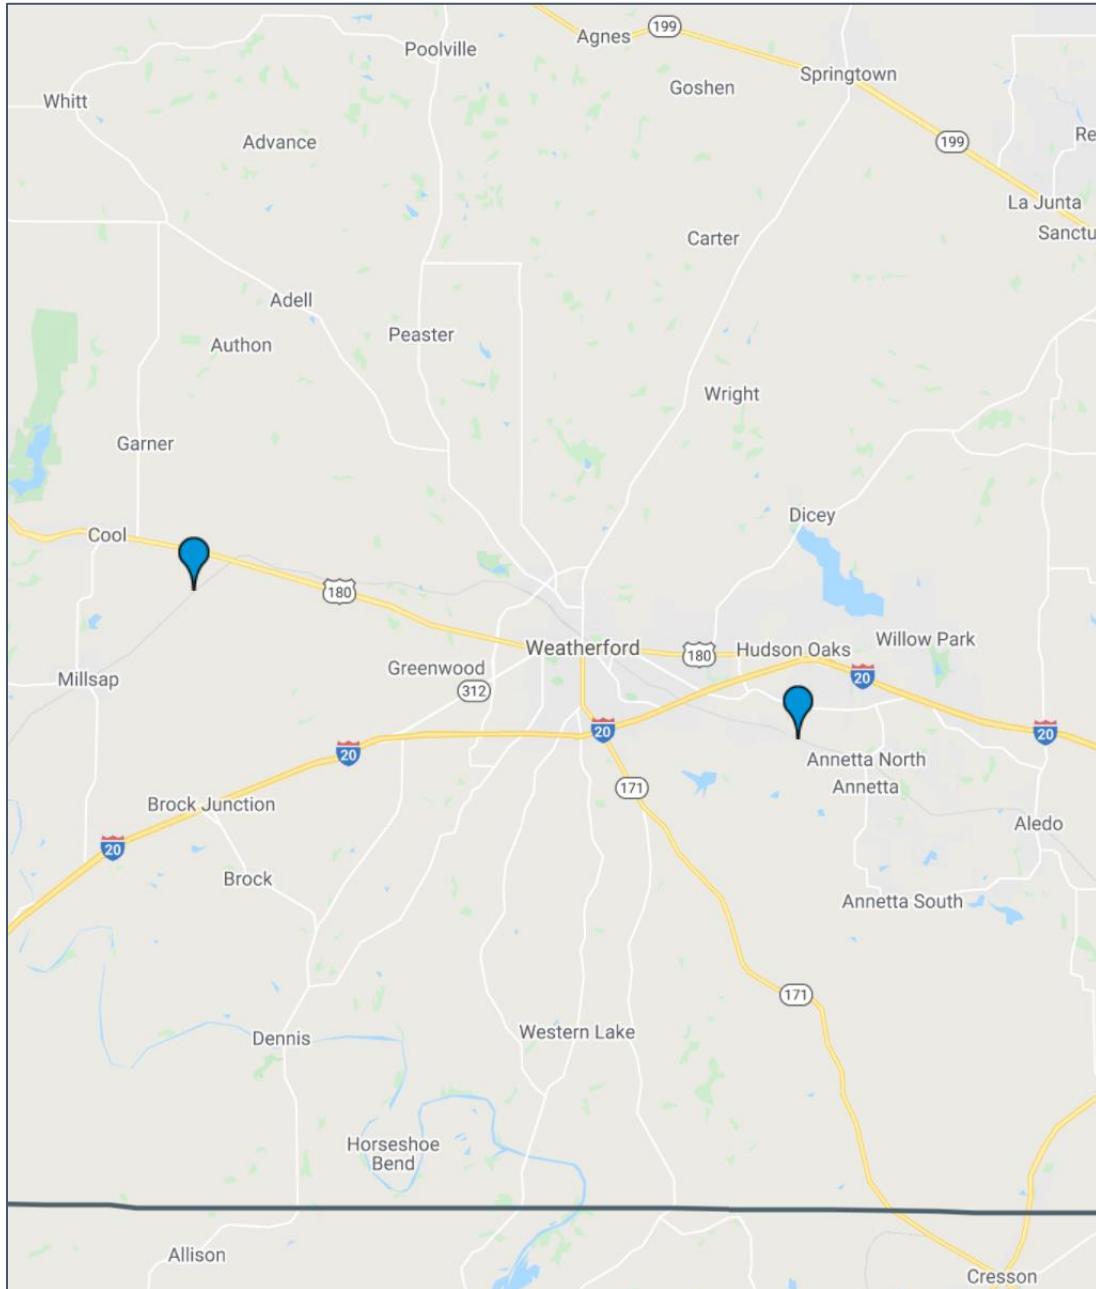 Agnes
199
Poolville
Springtown
Goshen
Whitt
Advance
199
Re
La Junta
Sanctu
Carter
Adell
Peaster
Authon
Wright
Garner
Dicey
Cool
180
Weatherford
180
Hudson Oaks
Willow Park
Greenwood
312
Millsap
20
20
20
20
Annetta North
Annetta
171
Brock Junction
Aledo
20
Brock
Annetta South
171
Dennis
Western Lake
Horseshoe
Bend
Allison
Cresson